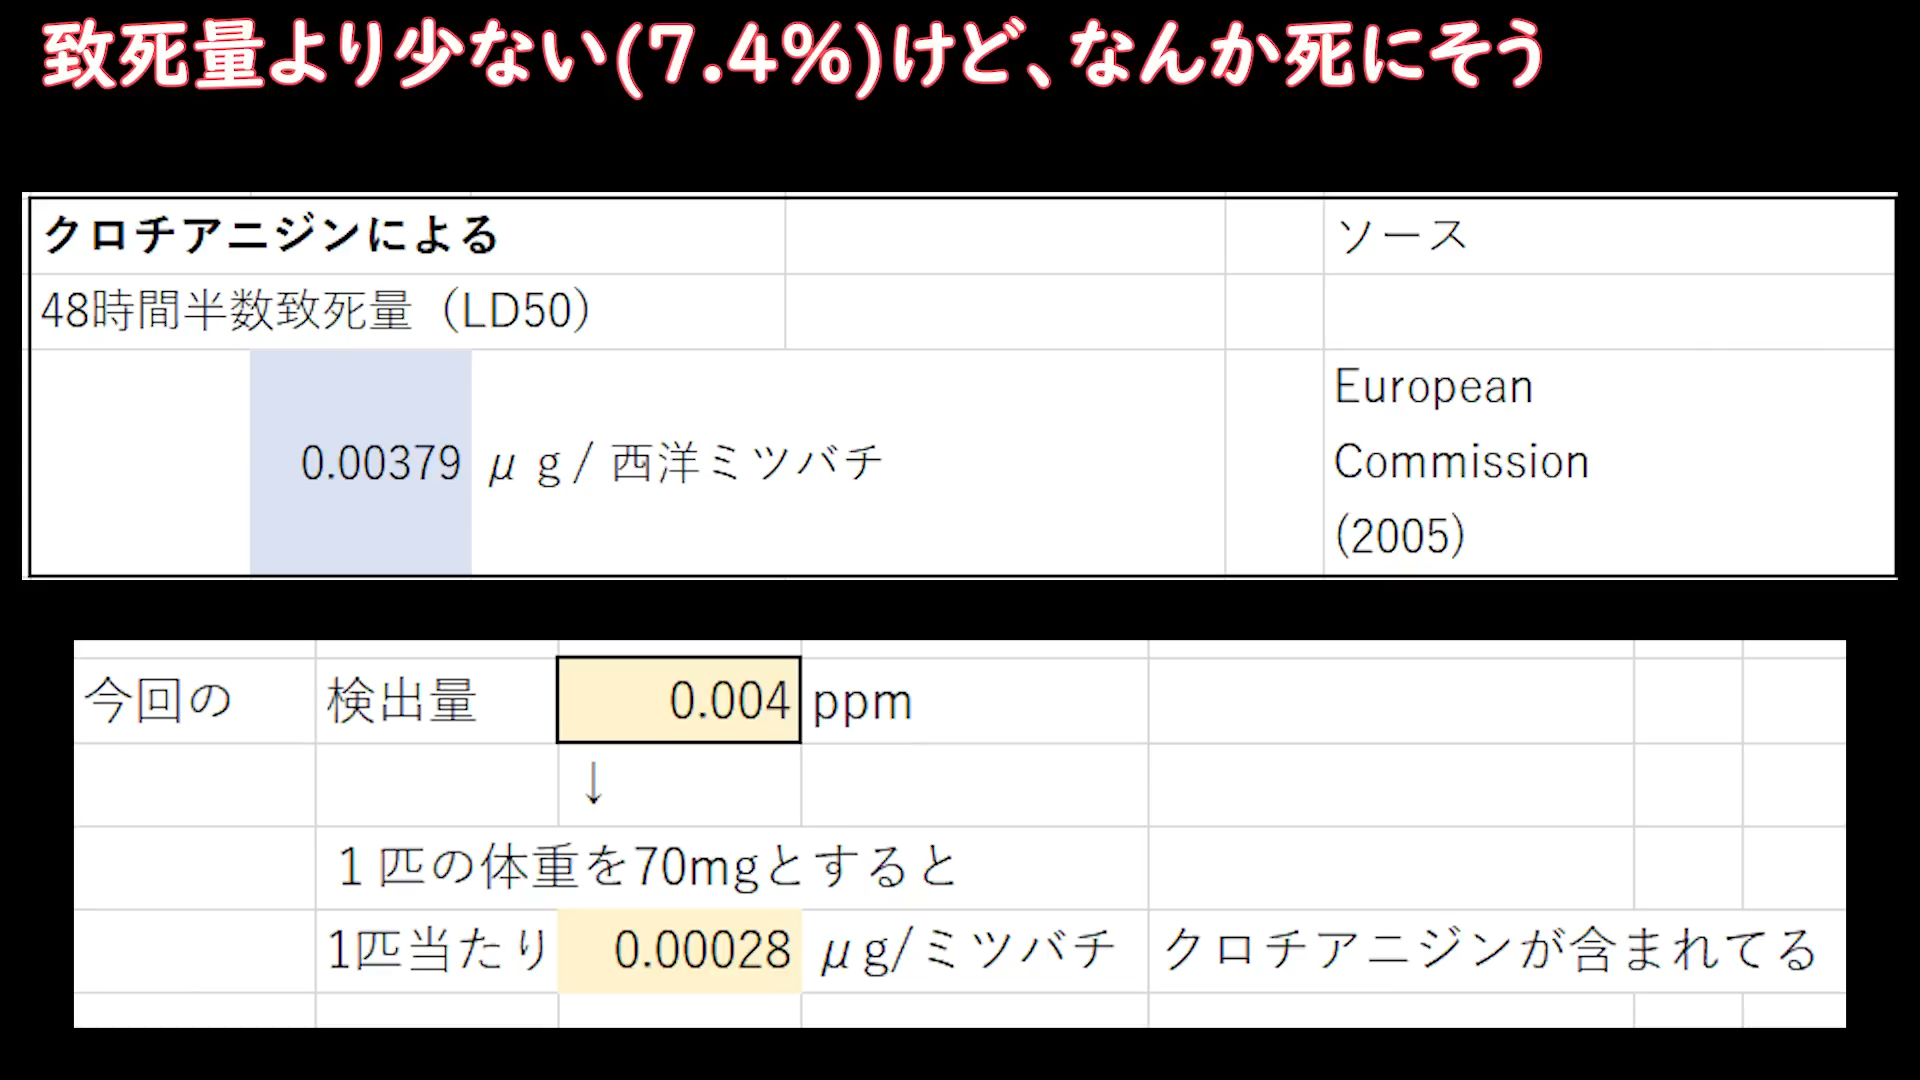 致死量より少ない(7.4%)けど、なんか死にそう
クロチアニジンによる
ソース
48時間半数致死量（LD50）
0.00379 μg/西洋ミツバチ
European
Commission
(2005)
今回の 検出量 0.004 ppm
↓
1匹の体重を70mgとすると
1匹当たり 0.00028 μg/ミツバチ クロチアニジンが含まれてる